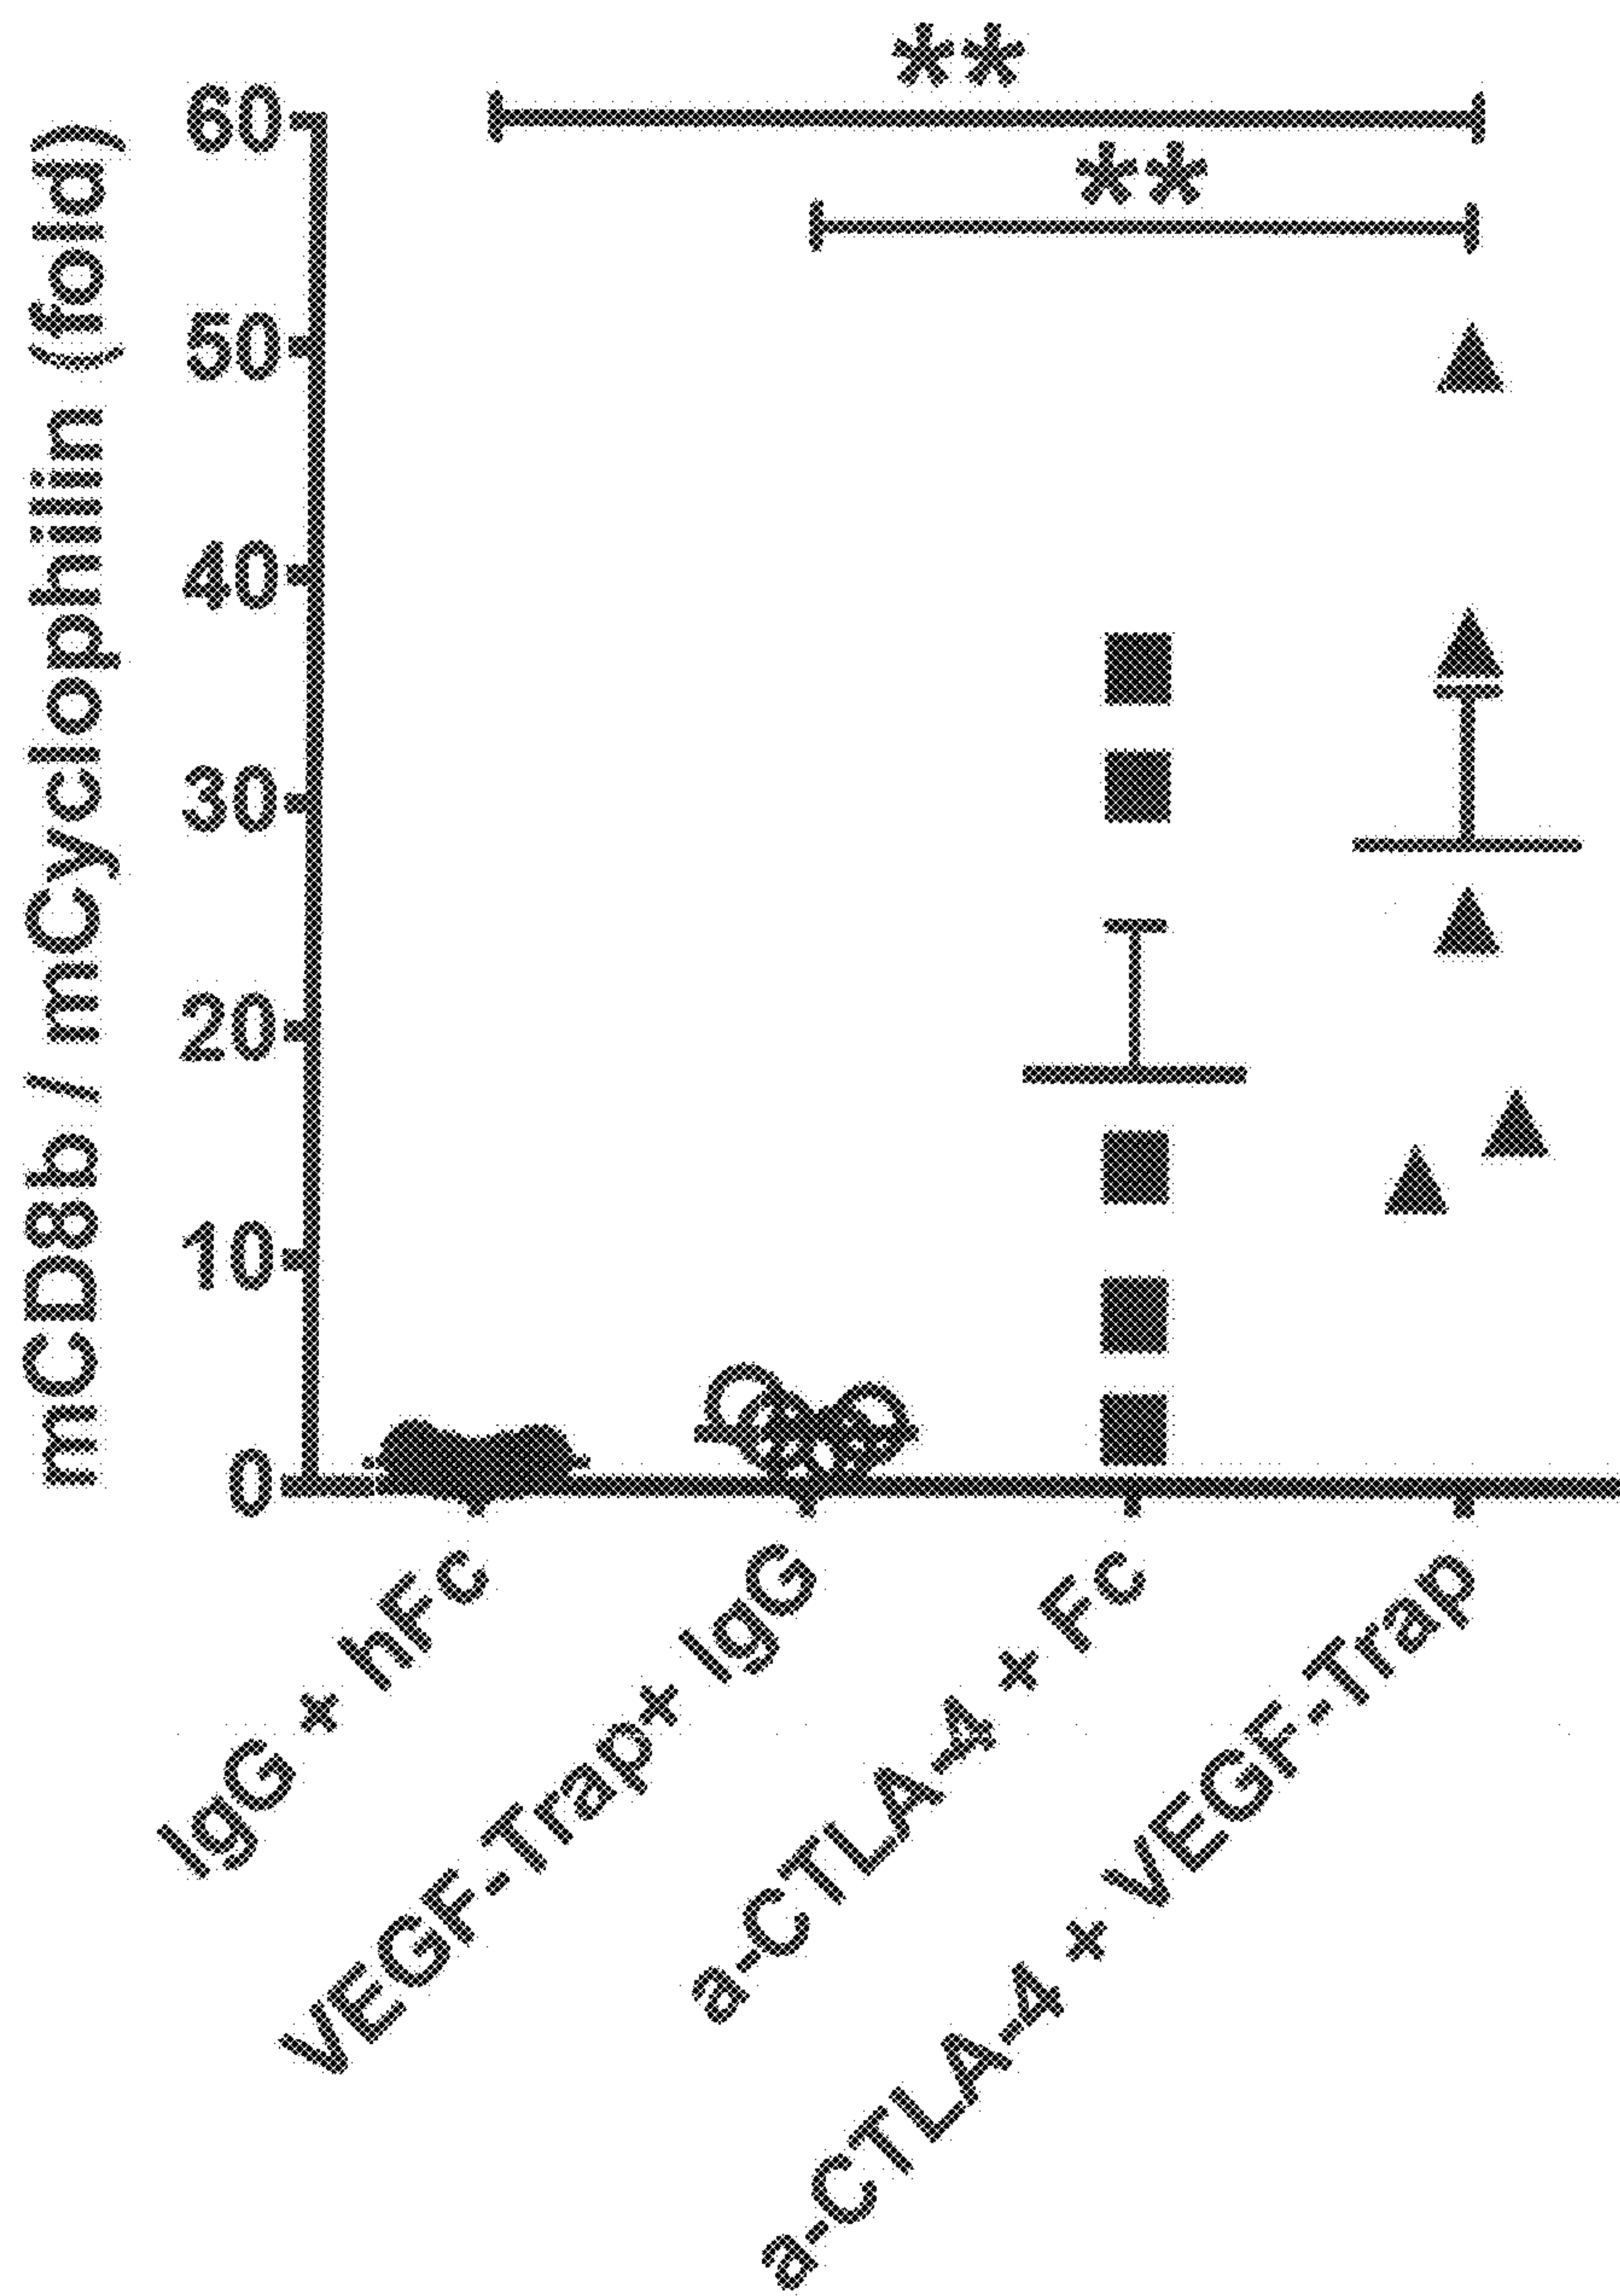 **
**
60
50
40
30
20
10
0
mCD8b / mCyclophilin (fold)
IgG + hFc
VEGF-Trap+ IgG
a-CTLA-4 + Fc
a-CTLA-4 + VEGF-Trap